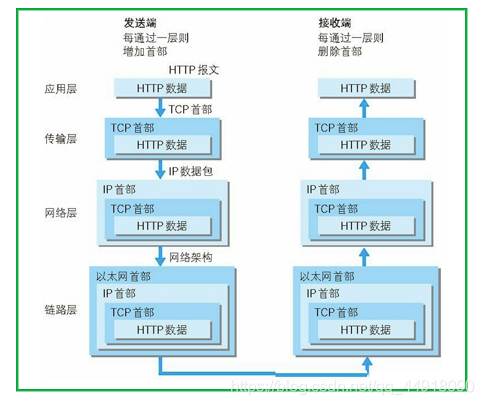 发送端
每通过一层则
增加首部
接收端
每通过一层则
删除首部
HTTP 报文
应用层
HTTP 数据
HTTP 数据
TCP 首部
传输层
TCP 首部
HTTP 数据
TCP 首部
HTTP 数据
IP 数据包
网络层
IP 首部
TCP 首部
HTTP 数据
IP 首部
TCP 首部
HTTP 数据
网络架构
链路层
以太网首部
IP 首部
TCP 首部
HTTP 数据
以太网首部
IP 首部
TCP 首部
HTTP 数据